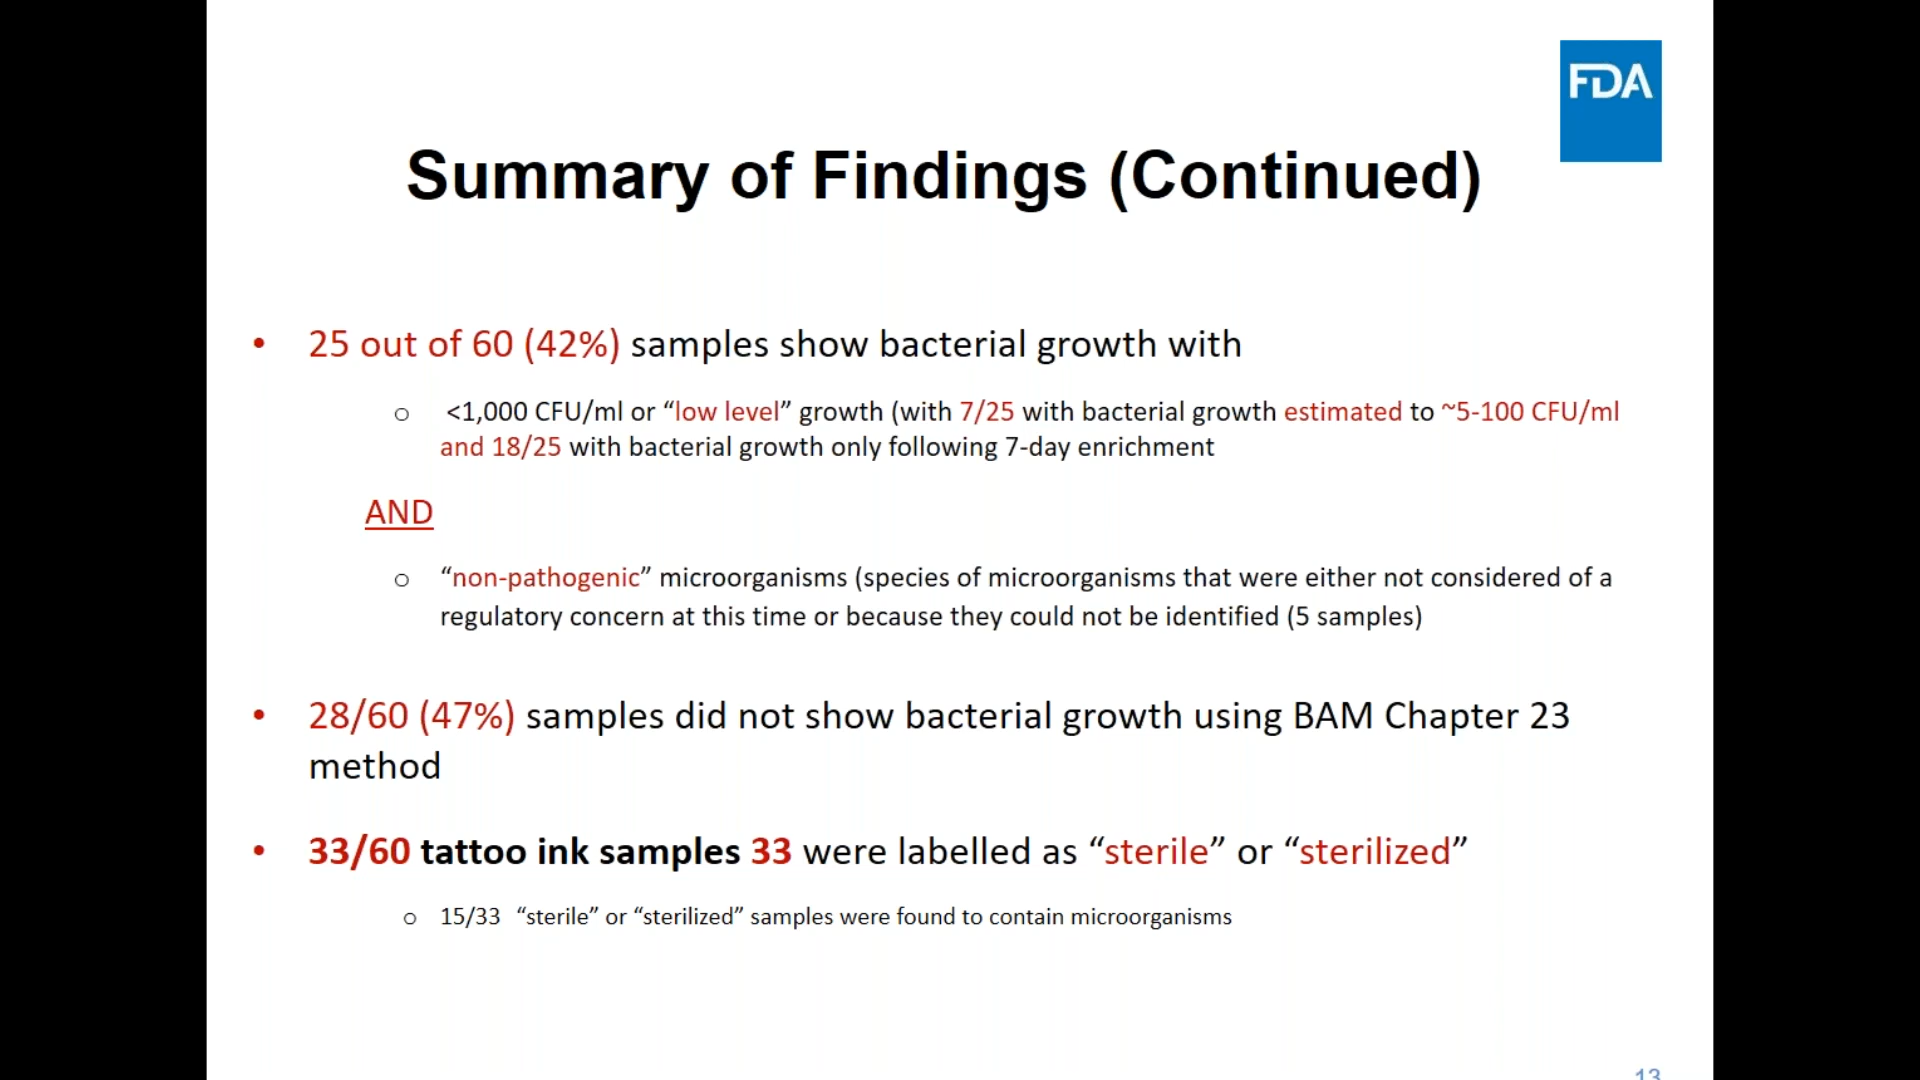 FDA
Summary of Findings (Continued)
• 25 out of 60 (42%) samples show bacterial growth with
o <1,000 CFU/ml or “low level” growth (with 7/25 with bacterial growth estimated to ~5-100 CFU/ml
and 18/25 with bacterial growth only following 7-day enrichment
AND
o “non-pathogenic” microorganisms (species of microorganisms that were either not considered of a
regulatory concern at this time or because they could not be identified (5 samples)
• 28/60 (47%) samples did not show bacterial growth using BAM Chapter 23
method
• 33/60 tattoo ink samples 33 were labelled as “sterile” or “sterilized”
o 15/33 “sterile” or “sterilized” samples were found to contain microorganisms
13